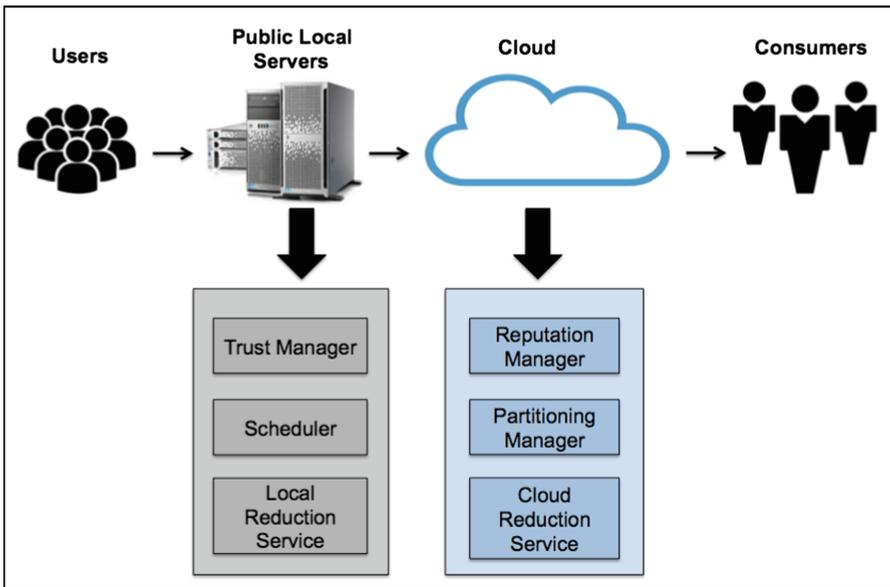 Users
Public Local
Servers
Cloud
Consumers
Trust Manager
Scheduler
Local
Reduction
Service
Reputation
Manager
Partitioning
Manager
Cloud
Reduction
Service